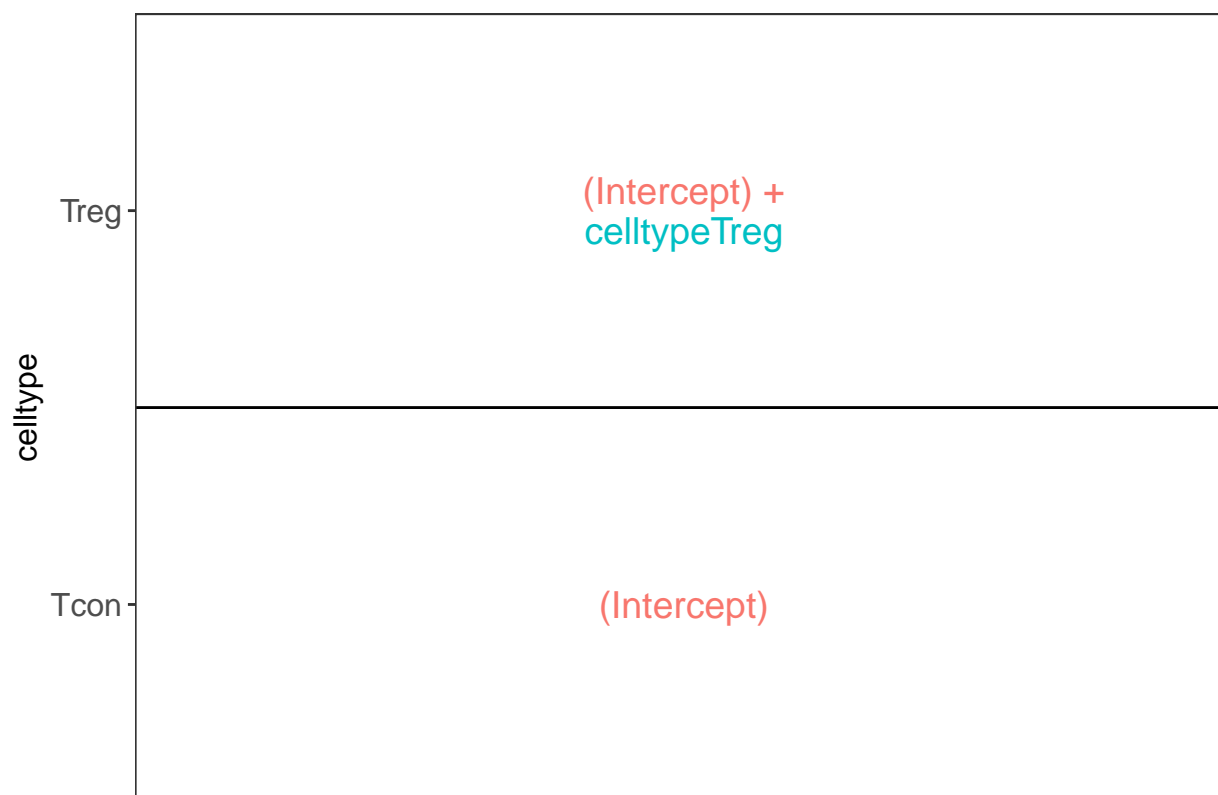 Treg
(Intercept) +
celltypeTreg
celltype
Tcon
(Intercept)